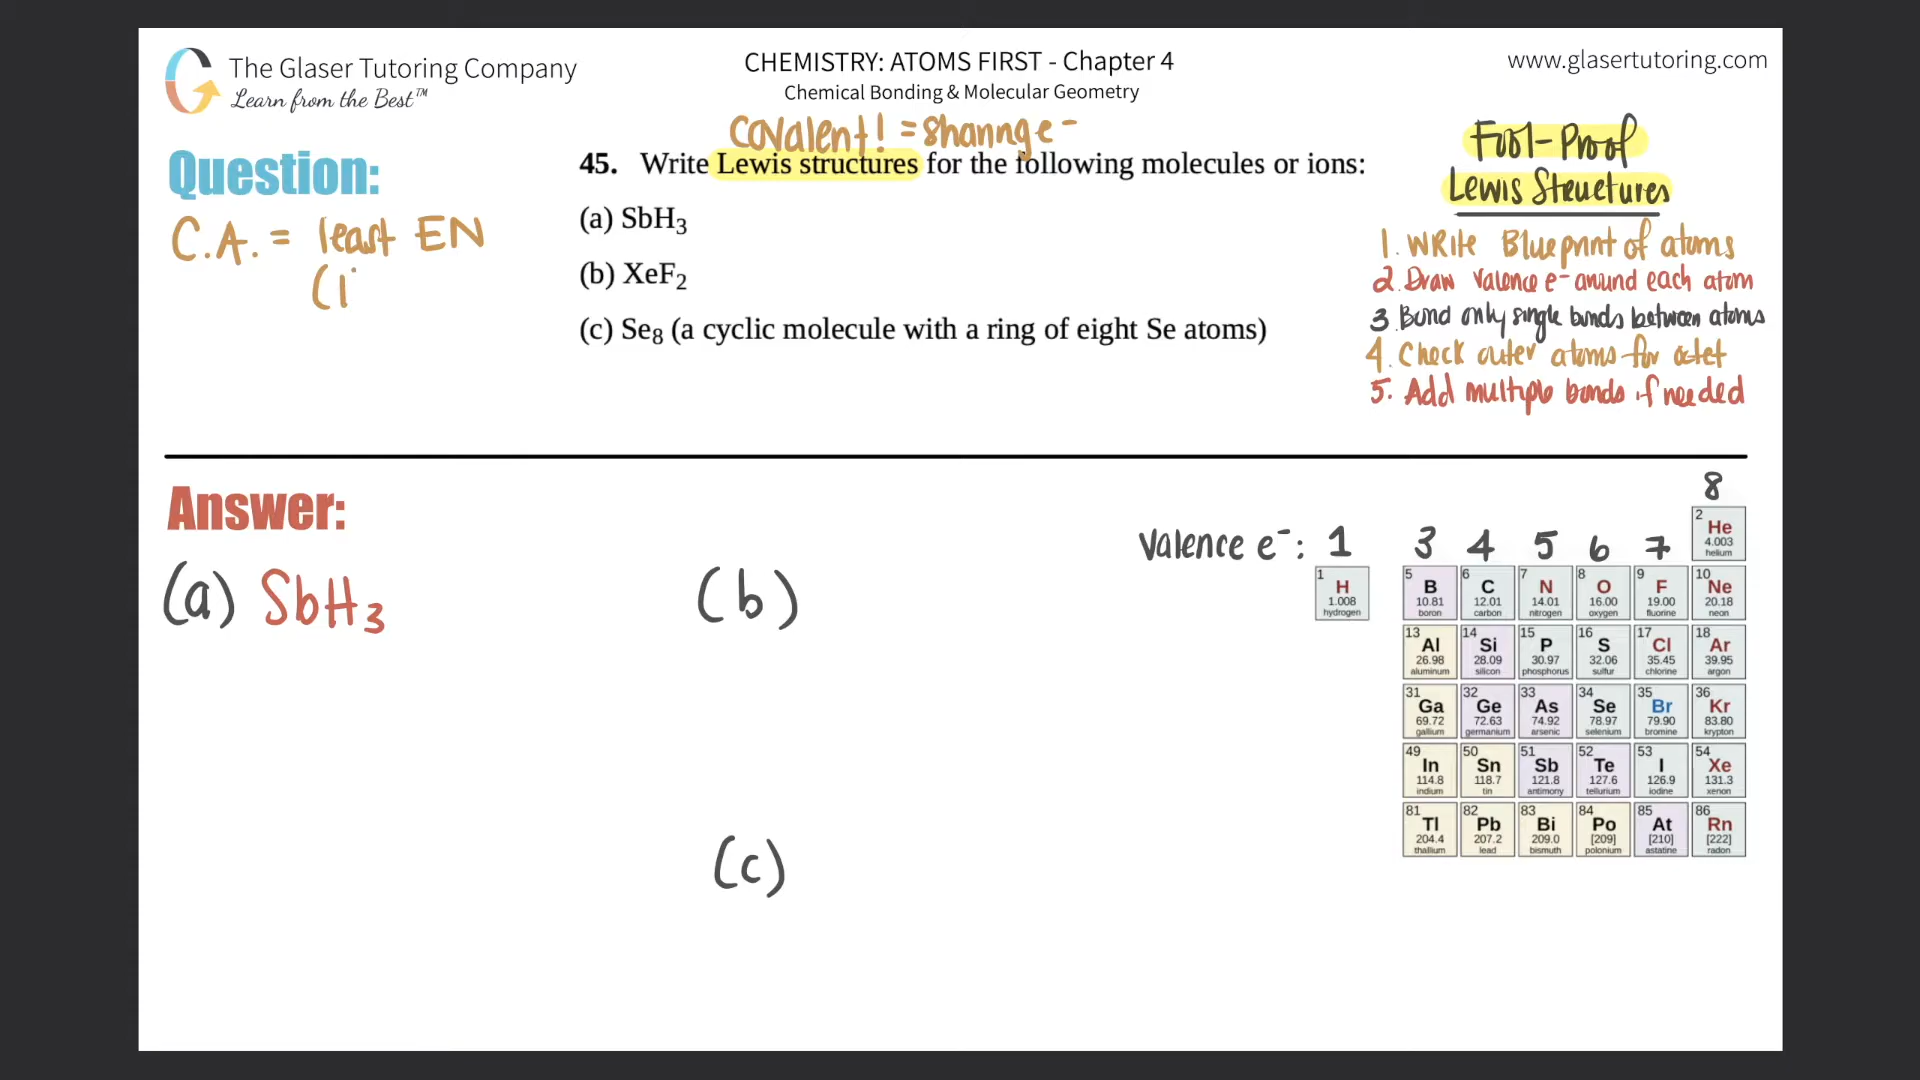 The Glaser Tutoring Company
Learn from the Best™
CHEMISTRY: ATOMS FIRST - Chapter 4
Chemical Bonding & Molecular Geometry
www.glasertutoring.com
Covalent! = sharing e⁻
Question:
C.A. = least EN
(l
45. Write Lewis structures for the following molecules or ions:
(a) SbH₃
(b) XeF₂
(c) Se₈ (a cyclic molecule with a ring of eight Se atoms)
Fool-Proof
Lewis Structures
1. Write Blueprint of atoms
2. Draw valence e⁻ around each atom
3. Bond only single bonds between atoms
4. Check outer atoms for octet
5. Add multiple bonds if needed
Answer:
(a) SbH₃
(b)
(c)
Valence e⁻: 1 3 4 5 6 7 8
2 He 4.003 helium
1 H 1.008 hydrogen
5 B 10.81 boron
6 C 12.01 carbon
7 N 14.01 nitrogen
8 O 16.00 oxygen
9 F 19.00 fluorine
10 Ne 20.18 neon
13 Al 26.98 aluminum
14 Si 28.09 silicon
15 P 30.97 phosphorus
16 S 32.06 sulfur
17 Cl 35.45 chlorine
18 Ar 39.95 argon
31 Ga 69.72 gallium
32 Ge 72.63 germanium
33 As 74.92 arsenic
34 Se 78.97 selenium
35 Br 79.90 bromine
36 Kr 83.80 krypton
49 In 114.8 indium
50 Sn 118.7 tin
51 Sb 121.8 antimony
52 Te 127.6 tellurium
53 I 126.9 iodine
54 Xe 131.3 xenon
81 Tl 204.4 thallium
82 Pb 207.2 lead
83 Bi 209.0 bismuth
84 Po [209] polonium
85 At [210] astatine
86 Rn [222] radon